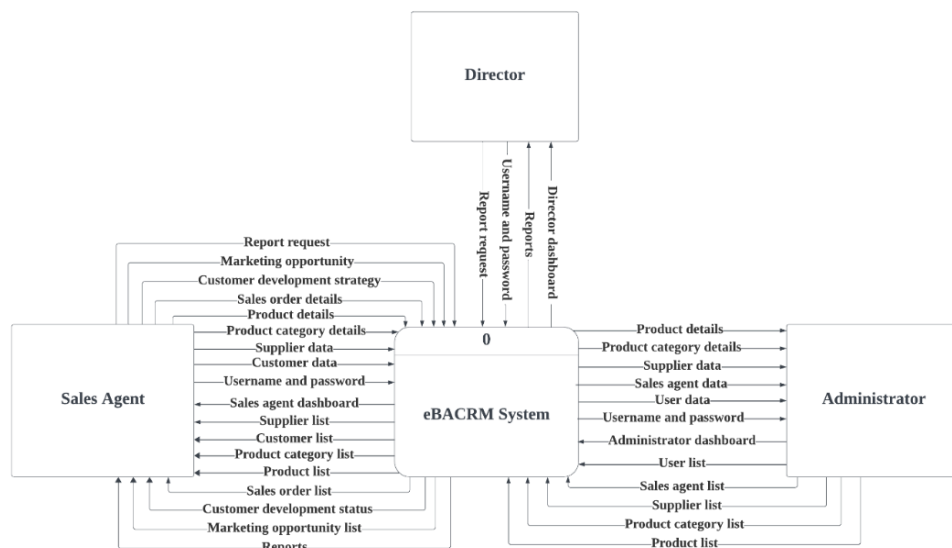 Director
Report request
Username and password
Reports
Director dashboard
Report request
Marketing opportunity
Customer development strategy
Sales order details
Product details
Product category details
Supplier data
Customer data
Username and password
Sales agent dashboard
Supplier list
Customer list
Product category list
Product list
Sales order list
Customer development status
Marketing opportunity list
Reports
Sales Agent
0
eBACRM System
Product details
Product category details
Supplier data
Sales agent data
User data
Username and password
Administrator dashboard
User list
Sales agent list
Supplier list
Product category list
Product list
Administrator